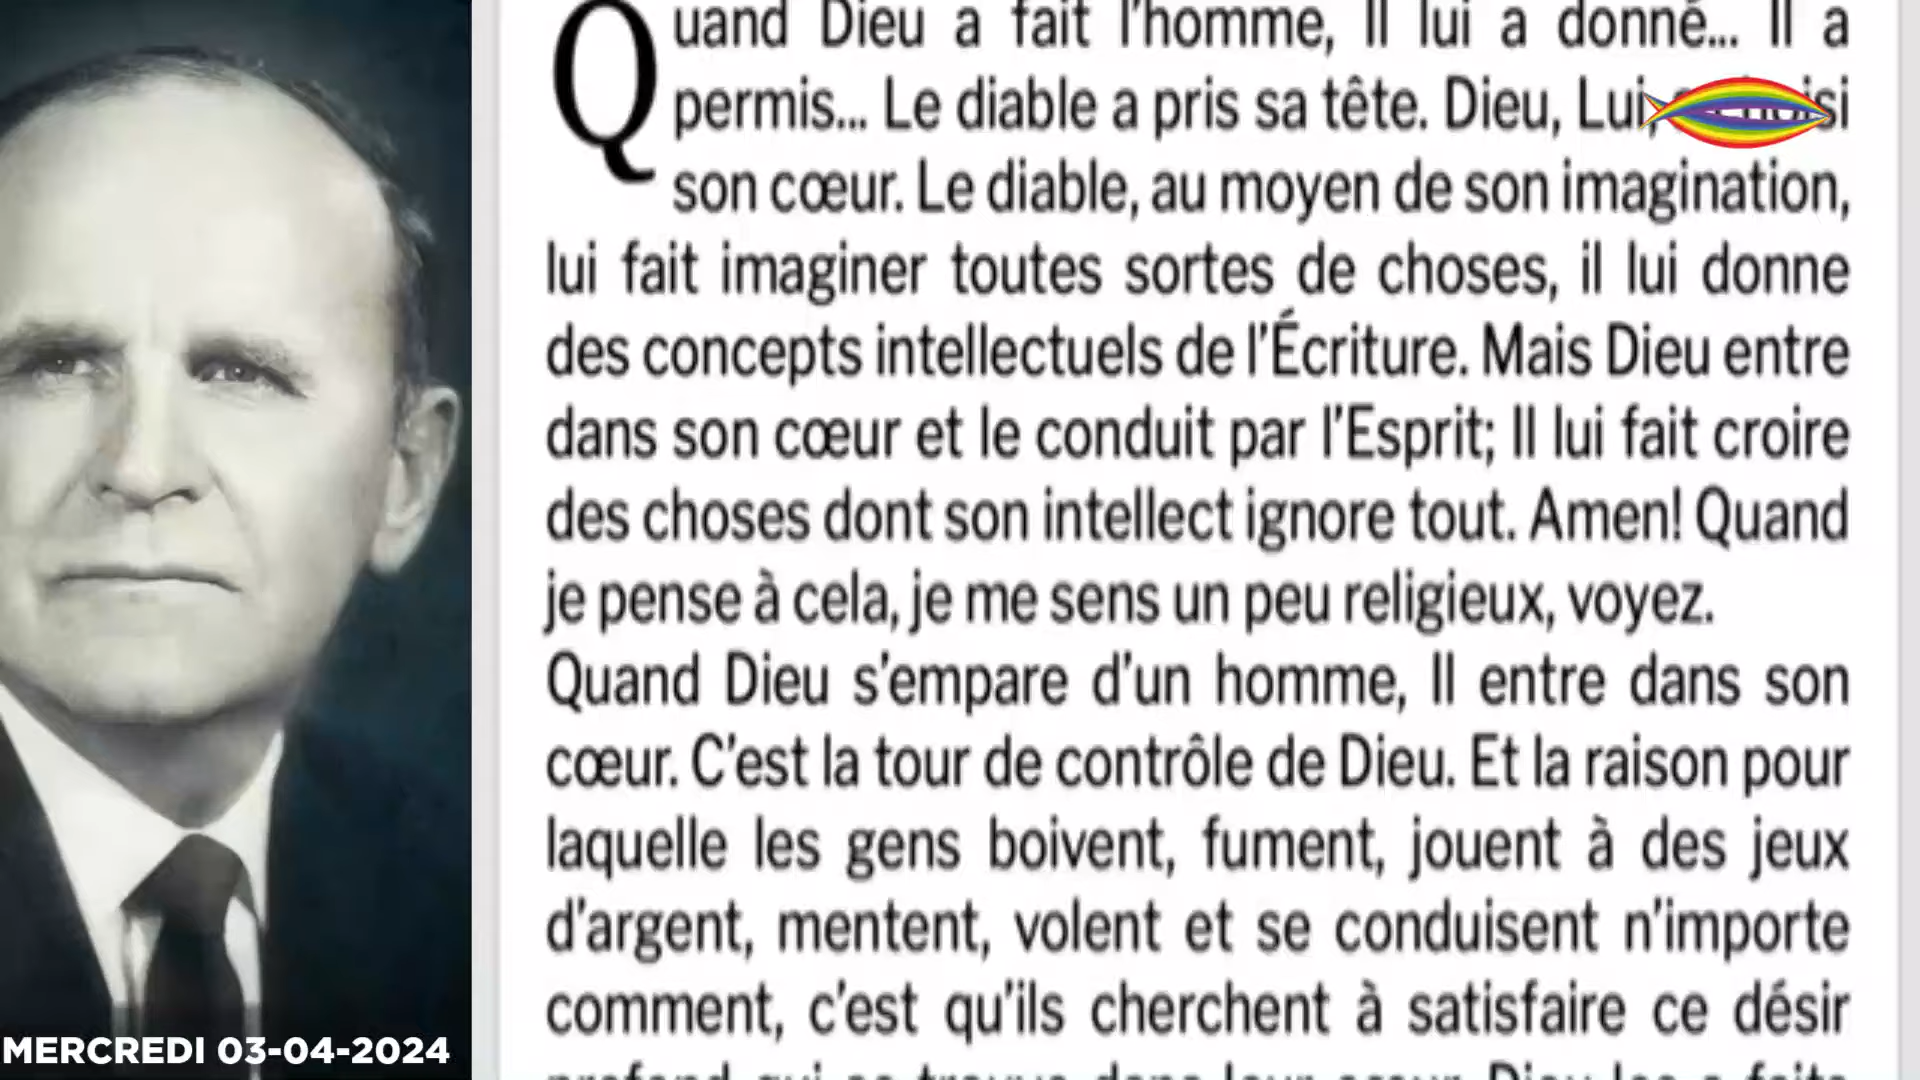 Quand Dieu a fait l'homme, Il lui a donné... Il a
permis... Le diable a pris sa tête. Dieu, Lui,
son cœur. Le diable, au moyen de son imagination,
lui fait imaginer toutes sortes de choses, il lui donne
des concepts intellectuels de l'Écriture. Mais Dieu entre
dans son cœur et le conduit par l'Esprit; Il lui fait croire
des choses dont son intellect ignore tout. Amen! Quand
je pense à cela, je me sens un peu religieux, voyez.
Quand Dieu s'empare d'un homme, Il entre dans son
cœur. C'est la tour de contrôle de Dieu. Et la raison pour
laquelle les gens boivent, fument, jouent à des jeux
d'argent, mentent, volent et se conduisent n'importe
comment, c'est qu'ils cherchent à satisfaire ce désir
MERCREDI 03-04-2024